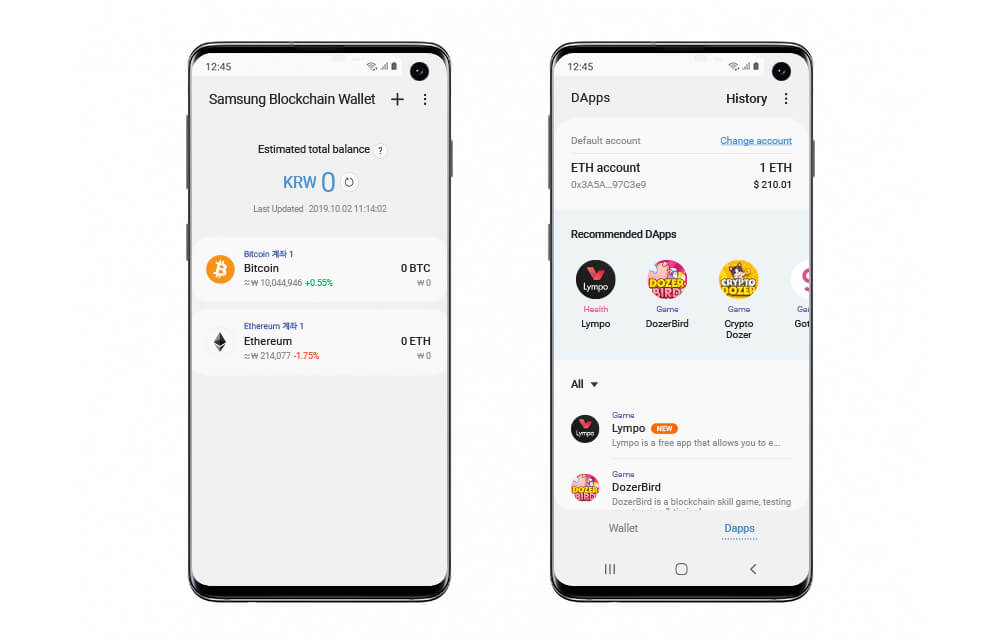 12:45
Samsung Blockchain Wallet
Estimated total balance ?
KRW 0
Last Updated 2019.10.02 11:14:02
Bitcoin 계좌 1
Bitcoin 0 BTC
≈₩ 10,044,946 +0.55% ₩ 0
Ethereum 계좌 1
Ethereum 0 ETH
≈₩ 214,077 -1.75% ₩ 0
12:45
DApps History
Default account Change account
ETH account 1 ETH
0x3A5A...97C3e9 $ 210.01
Recommended DApps
Lympo DOZER BIRD CRYPTO DOZER
Health Game Game
Lympo DozerBird Crypto
Dozer
All
Game
Lympo
Lympo NEW
Lympo is a free app that allows you to e...
Game
DOZER BIRD
DozerBird
DozerBird is a blockchain skill game, testing
Wallet Dapps